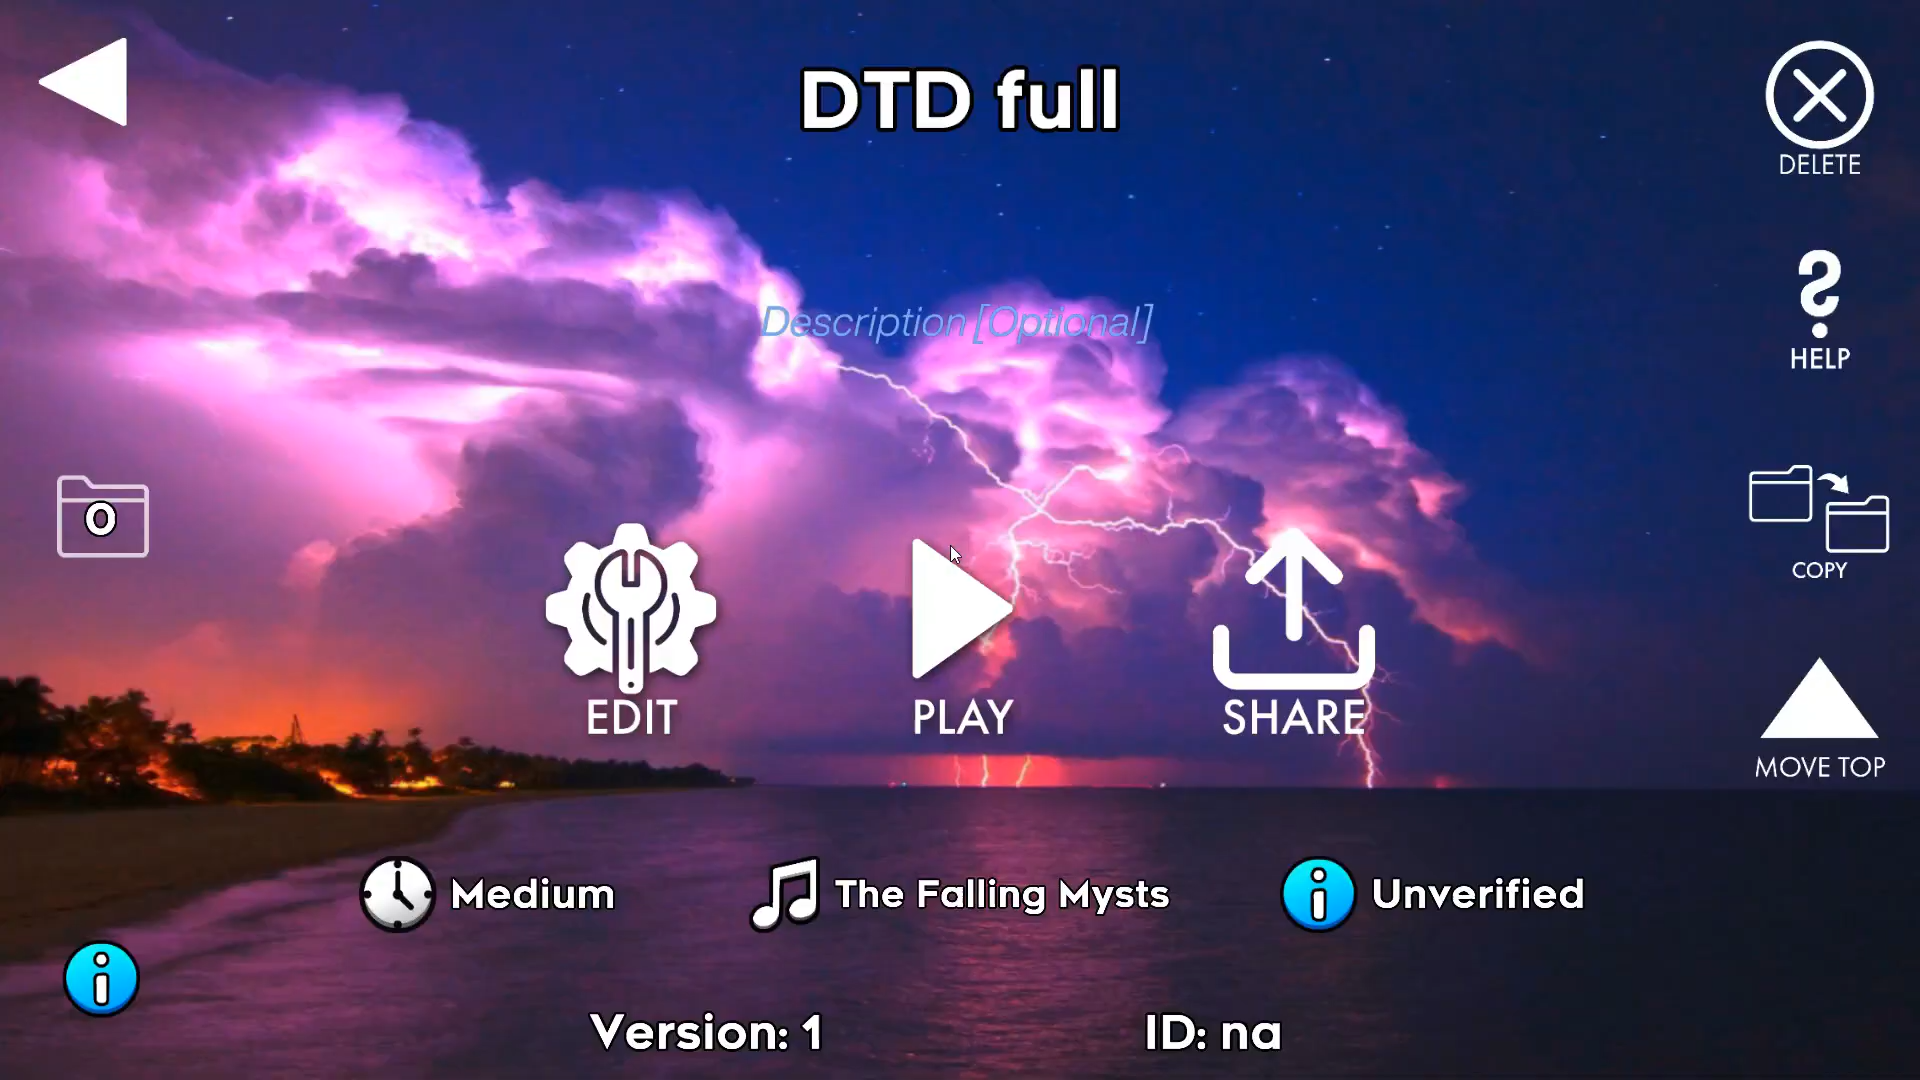 DTD full
DELETE
Description [Optional]
HELP
0
COPY
EDIT
PLAY
SHARE
MOVE TOP
Medium
The Falling Mysts
Unverified
Version: 1
ID: na